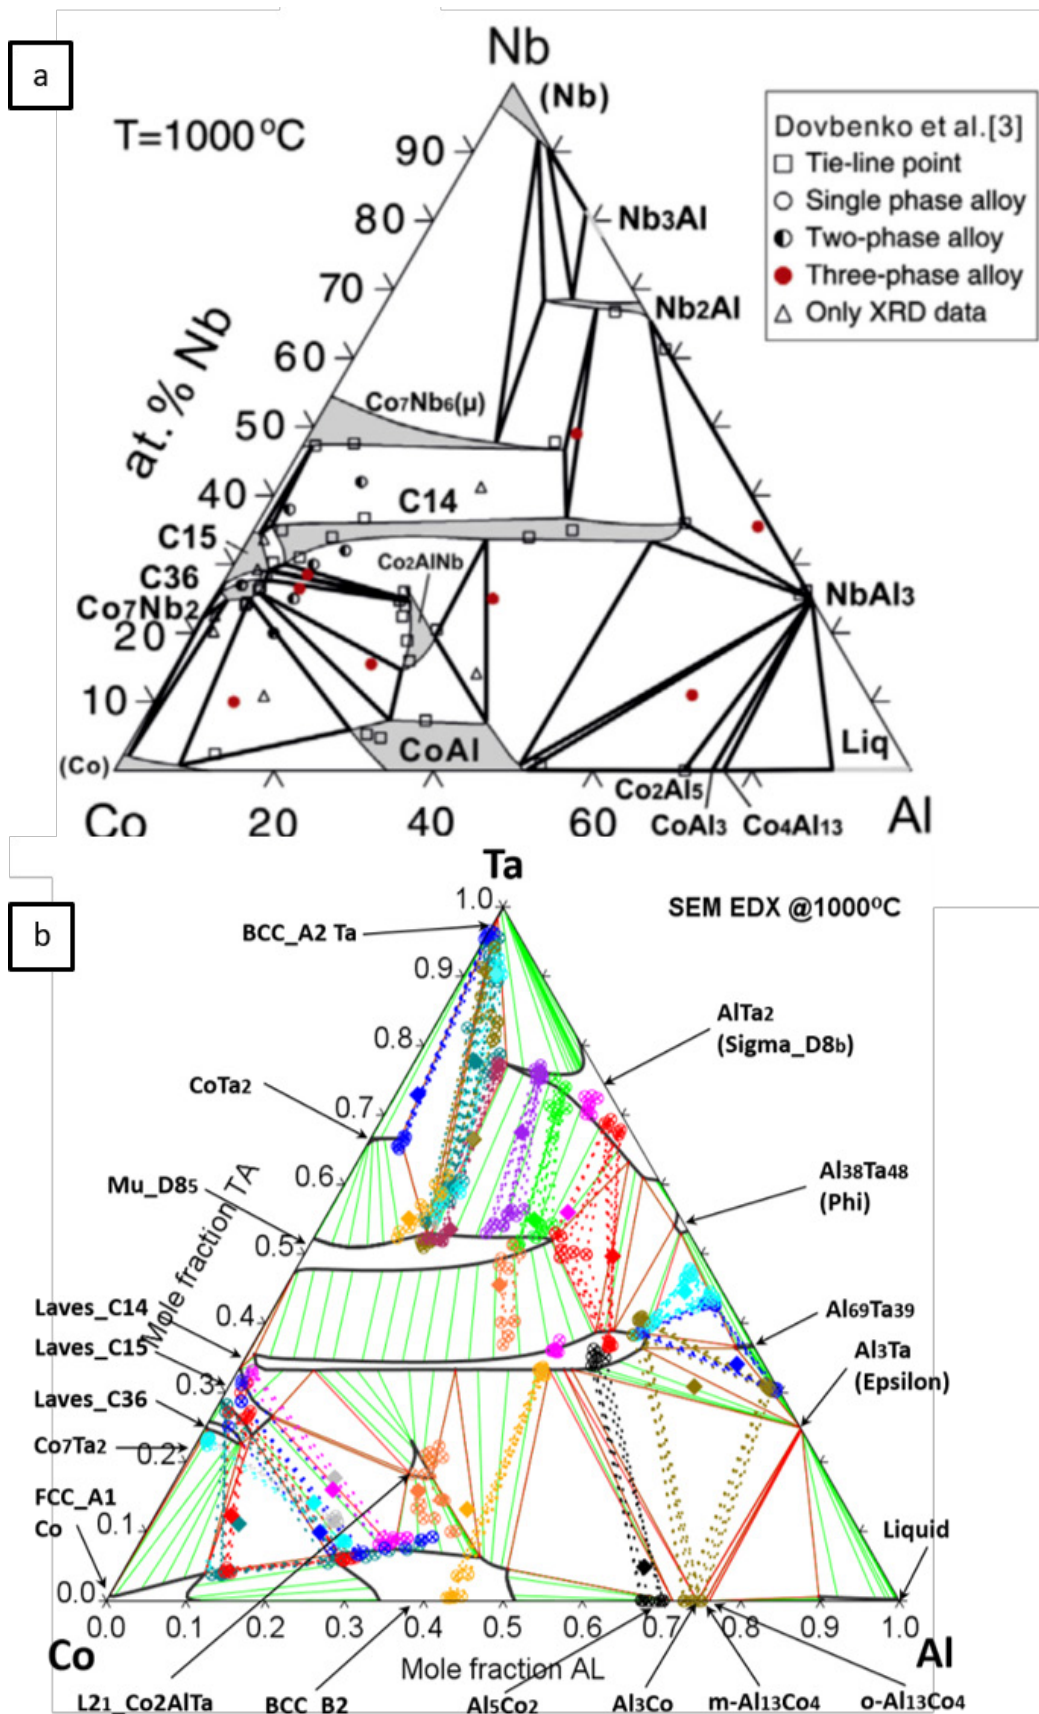 a
Nb
(Nb)
T=1000°C
Dovbenko et al.[3]
Tie-line point
Single phase alloy
Two-phase alloy
Three-phase alloy
Only XRD data
90
80
Nb3Al
70
Nb2Al
at. % Nb
60
Co7Nb6(μ)
50
40
C14
C15
Co2AlNb
C36
Co7Nb2
NbAl3
20
10
CoAl
Liq
(Co)
Co2Al5
Co
20
40
60
CoAl3
Co4Al13
Al
Ta
b
1.0
SEM EDX @1000°C
BCC_A2 Ta
0.9
AlTa2
(Sigma_D8b)
0.8
CoTa2
0.7
Mole fraction TA
Al38Ta48
(Phi)
Mu_D85
0.6
0.5
Laves_C14
0.4
Al69Ta39
Laves_C15
Al3Ta
(Epsilon)
0.3
Laves_C36
Co7Ta2
0.2
FCC_A1
Co
0.1
Liquid
0.0
0.0
0.1
0.2
0.3
0.4
0.5
0.6
0.7
0.8
0.9
1.0
Co
Mole fraction AL
Al
L21_Co2AlTa
BCC_B2
Al5Co2
Al3Co
m-Al13Co4
o-Al13Co4